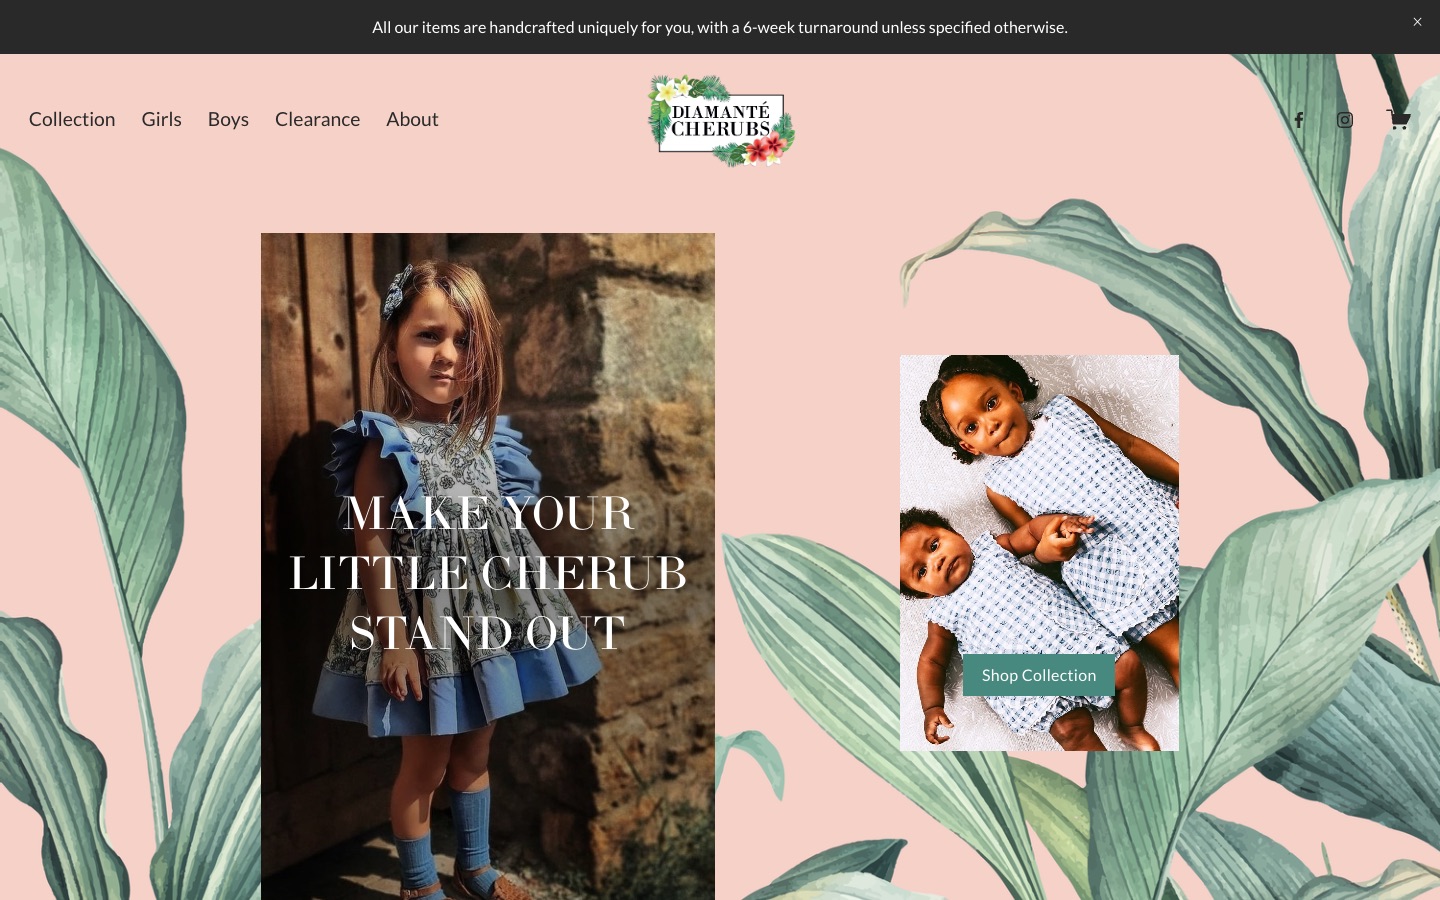 All our items are handcrafted uniquely for you, with a 6-week turnaround unless specified otherwise.
Collection
Girls
Boys
Clearance
About
DIAMANTÉ
CHERUBS
MAKE YOUR
LITTLE CHERUB
STAND OUT
Shop Collection